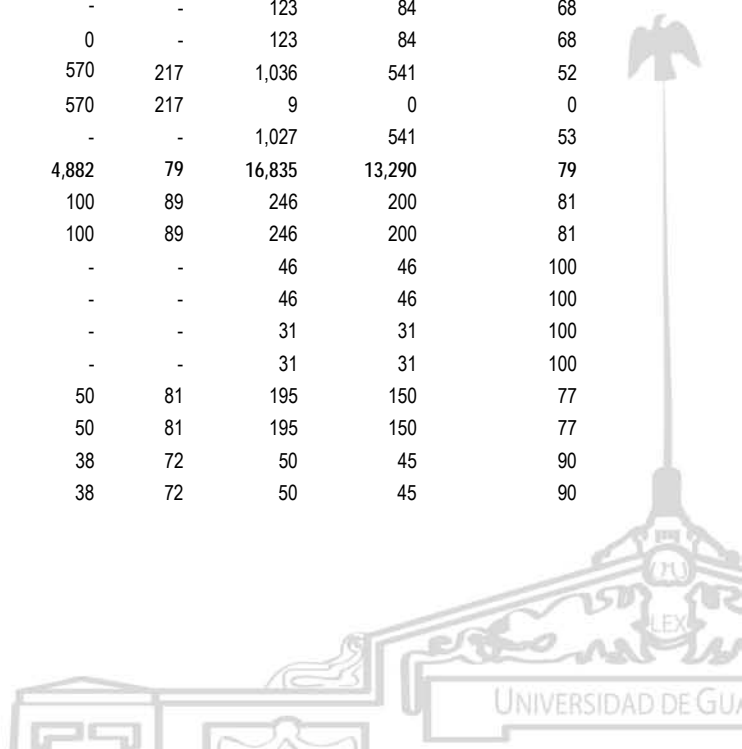 - - 123 84 68
0 - 123 84 68
570 217 1,036 541 52
570 217 9 0 0
- - 1,027 541 53
4,882 79 16,835 13,290 79
100 89 246 200 81
100 89 246 200 81
- - 46 46 100
- - 46 46 100
- - 31 31 100
- - 31 31 100
50 81 195 150 77
50 81 195 150 77
38 72 50 45 90
38 72 50 45 90
LEX
UNIVERSIDAD DE GUA